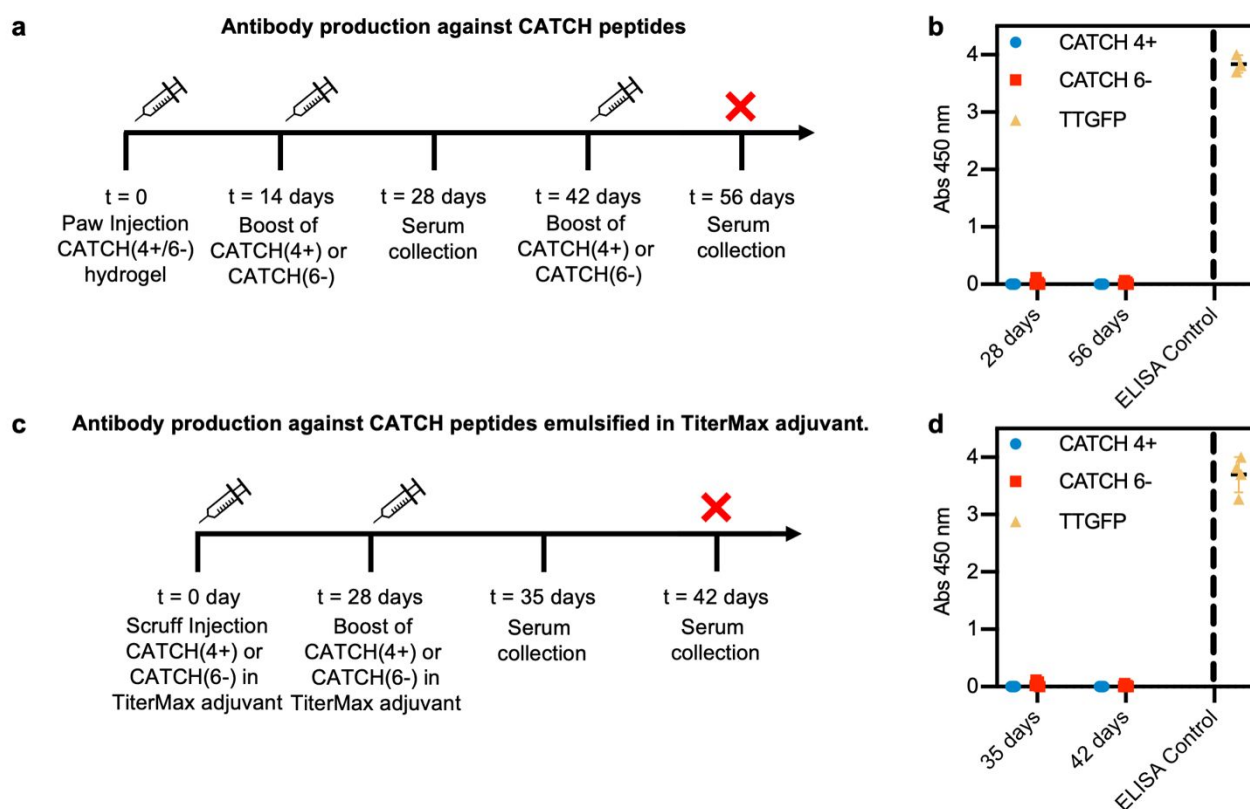 a
Antibody production against CATCH peptides
t = 0
Paw Injection
CATCH(4+/6-)
hydrogel
t = 14 days
Boost of
CATCH(4+) or
CATCH(6-)
t = 28 days
Serum
collection
t = 42 days
Boost of
CATCH(4+) or
CATCH(6-)
t = 56 days
Serum
collection
b
Abs 450 nm
4
3
2
1
0
CATCH 4+
CATCH 6-
TTGFP
28 days
56 days
ELISA Control
c
Antibody production against CATCH peptides emulsified in TiterMax adjuvant.
t = 0 day
Scruff Injection
CATCH(4+) or
CATCH(6-) in
TiterMax adjuvant
t = 28 days
Boost of
CATCH(4+) or
CATCH(6-) in
TiterMax adjuvant
t = 35 days
Serum
collection
t = 42 days
Serum
collection
d
Abs 450 nm
4
3
2
1
0
CATCH 4+
CATCH 6-
TTGFP
35 days
42 days
ELISA Control